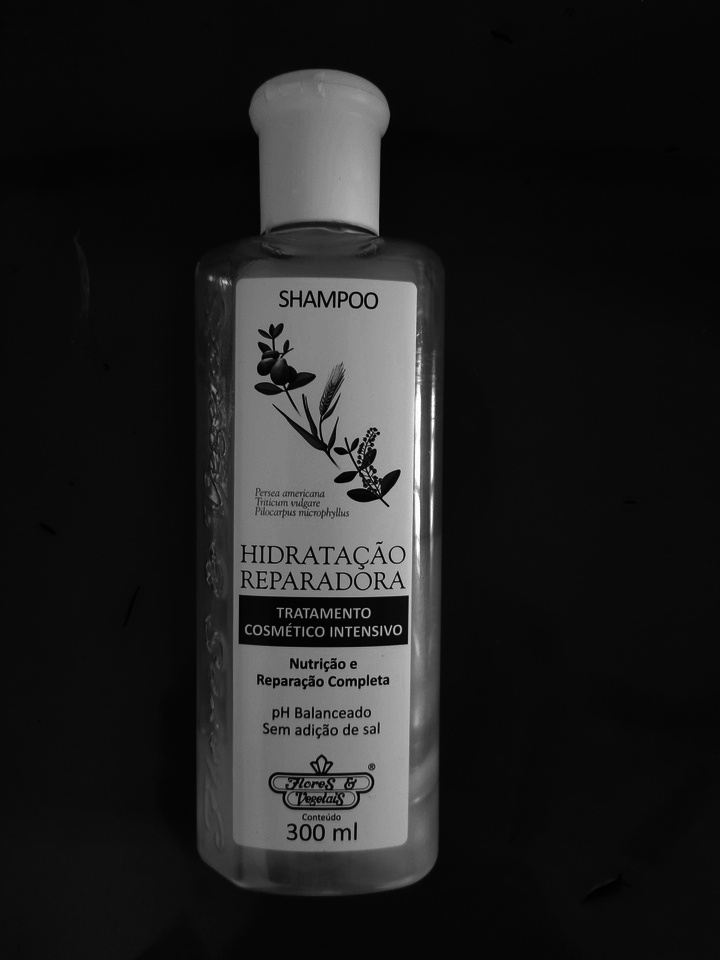 SHAMPOO
Persea americana
Triticum vulgare
Pilocarpus microphyllus
HIDRATAÇÃO
REPARADORA
TRATAMENTO
COSMÉTICO INTENSIVO
Nutrição e
Reparação Completa
pH Balanceado
Sem adição de sal
®
Flores &
Vegetais
Conteúdo
300 ml